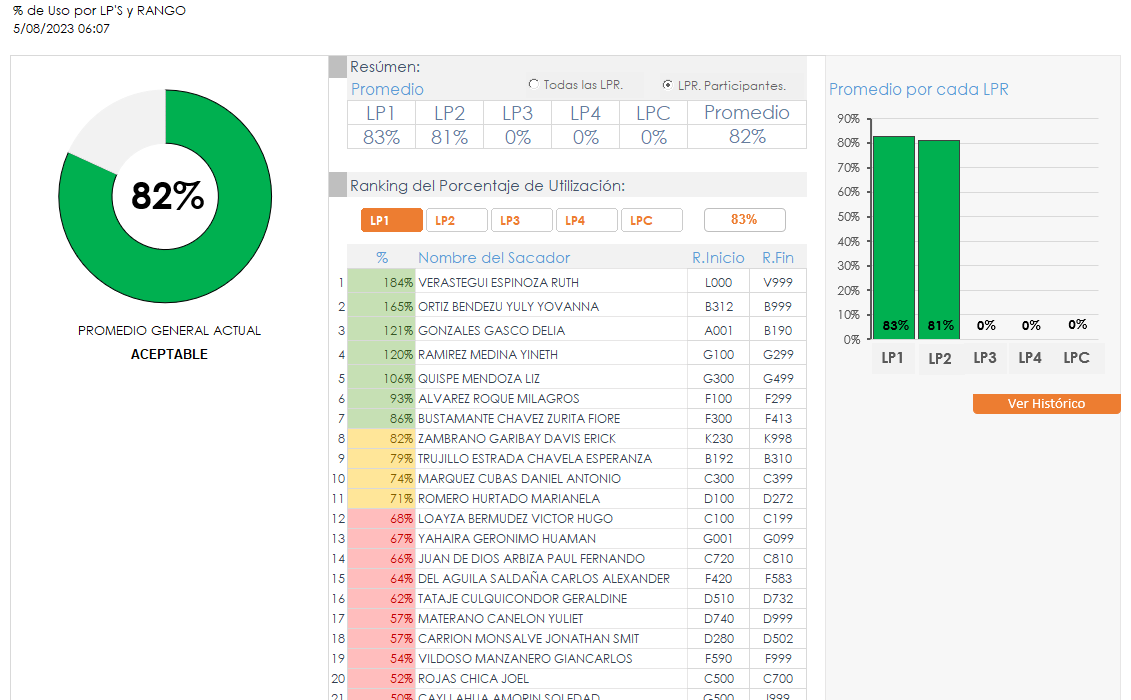 % de Uso por LP'S y RANGO
5/08/2023 06:07
82%
PROMEDIO GENERAL ACTUAL
ACEPTABLE
Resúmen:
Promedio
Todas las LPR.
LPR. Participantes.
LP1 LP2 LP3 LP4 LPC Promedio
83% 81% 0% 0% 0% 82%
Ranking del Porcentaje de Utilización:
LP1 LP2 LP3 LP4 LPC 83%
% Nombre del Sacador R.Inicio R.Fin
1 184% VERASTEGUI ESPINOZA RUTH L000 V999
2 165% ORTIZ BENDEZU YULY YOVANNA B312 B999
3 121% GONZALES GASCO DELIA A001 B190
4 120% RAMIREZ MEDINA YINETH G100 G299
5 106% QUISPE MENDOZA LIZ G300 G499
6 93% ALVAREZ ROQUE MILAGROS F100 F299
7 86% BUSTAMANTE CHAVEZ ZURITA FIORE F300 F413
8 82% ZAMBRANO GARIBAY DAVIS ERICK K230 K998
9 79% TRUJILLO ESTRADA CHAVELA ESPERANZA B192 B310
10 74% MARQUEZ CUBAS DANIEL ANTONIO C300 C399
11 71% ROMERO HURTADO MARIANELA D100 D272
12 68% LOAYZA BERMUDEZ VICTOR HUGO C100 C199
13 67% YAHAIRA GERONIMO HUAMAN G001 G099
14 66% JUAN DE DIOS ARBIZA PAUL FERNANDO C720 C810
15 64% DEL AGUILA SALDAÑA CARLOS ALEXANDER F420 F583
16 62% TATAJE CULQUICONDOR GERALDINE D510 D732
17 57% MATERANO CANELON YULIET D740 D999
18 57% CARRION MONSALVE JONATHAN SMIT D280 D502
19 54% VILDOSO MANZANERO GIANCARLOS F590 F999
20 52% ROJAS CHICA JOEL C500 C700
21 50% CAYLLAHUA AMORIN SOLEDAD G500 J999
Promedio por cada LPR
90%
80%
70%
60%
50%
40%
30%
20%
10%
0%
83% 81% 0% 0% 0%
LP1 LP2 LP3 LP4 LPC
Ver Histórico